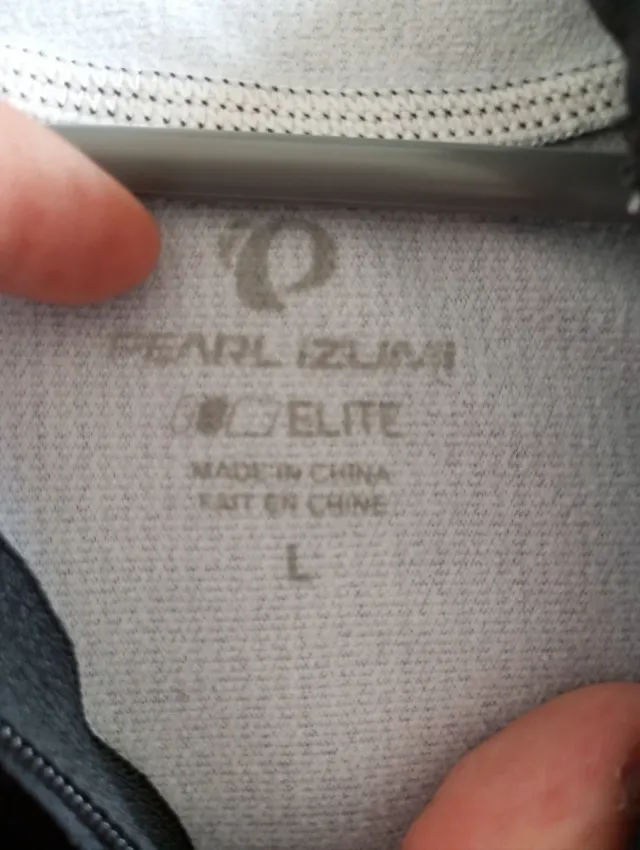 PEARL IZUMI
ELITE
MADE IN CHINA
FAIT EN CHINE
L